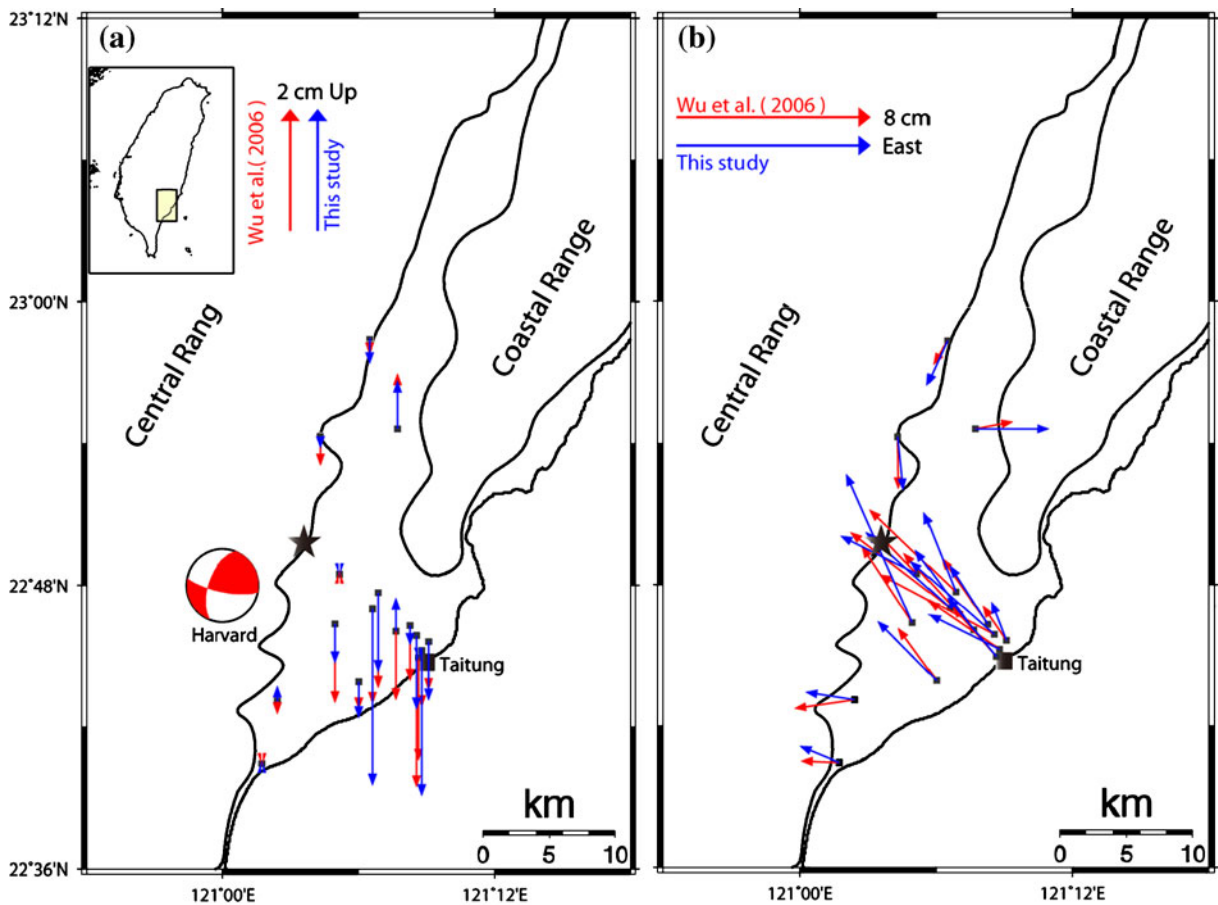 23°12'
(a)
2 cm Up
Wu et al.( 2006 )
This study
23°00'N
Central Rang
Coastal Range
22°48'
Harvard
Taitung
km
0 5 10
22°36'N
121°00'E
121°12'E
(b)
Wu et al. ( 2006 )
8 cm
East
This study
Central Rang
Coastal Range
Taitung
km
0 5 10
121°00'E
121°12'E